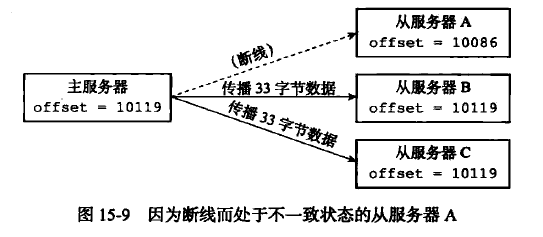 从服务器 A
offset = 10086
(断线)
主服务器
offset = 10119
传播 33 字节数据
从服务器 B
offset = 10119
传播 33 字节数据
从服务器 C
offset = 10119
图 15-9 因为断线而处于不一致状态的从服务器 A